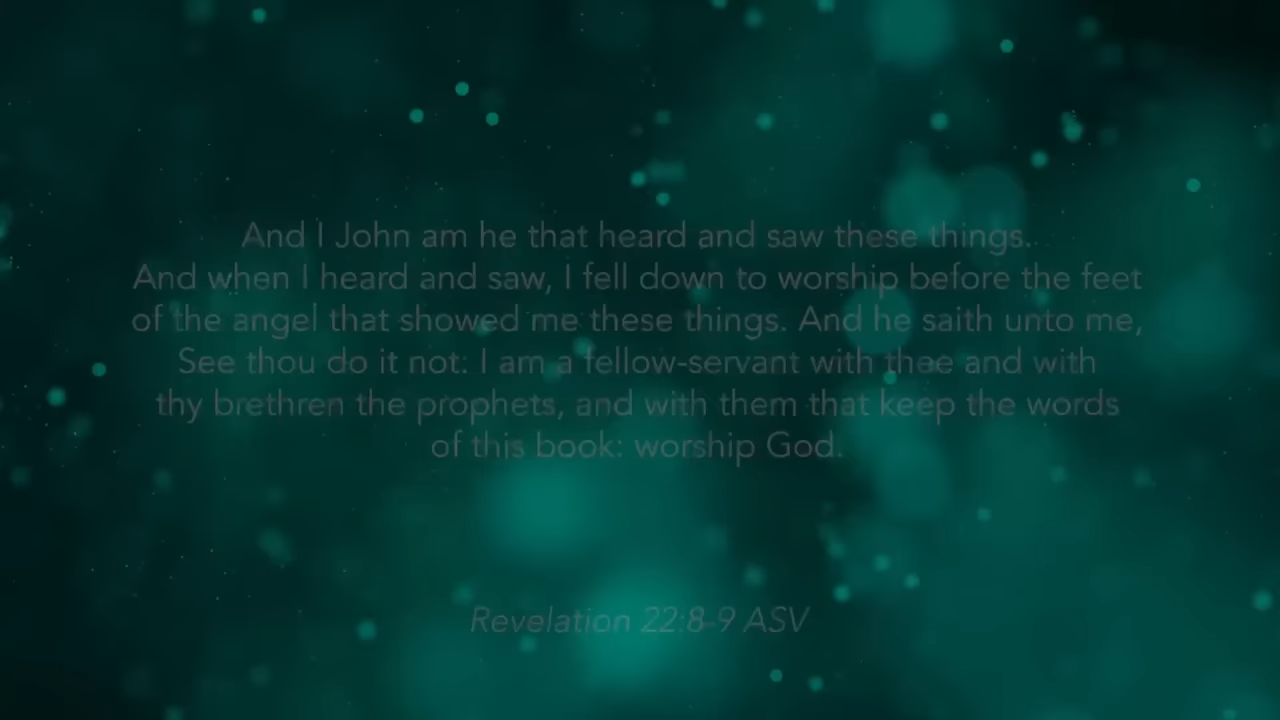 And I John am he that heard and saw these things.
And when I heard and saw, I fell down to worship before the feet
of the angel that showed me these things. And he saith unto me,
See thou do it not: I am a fellow-servant with thee and with
thy brethren the prophets, and with them that keep the words
of this book: worship God.
Revelation 22:8-9 ASV